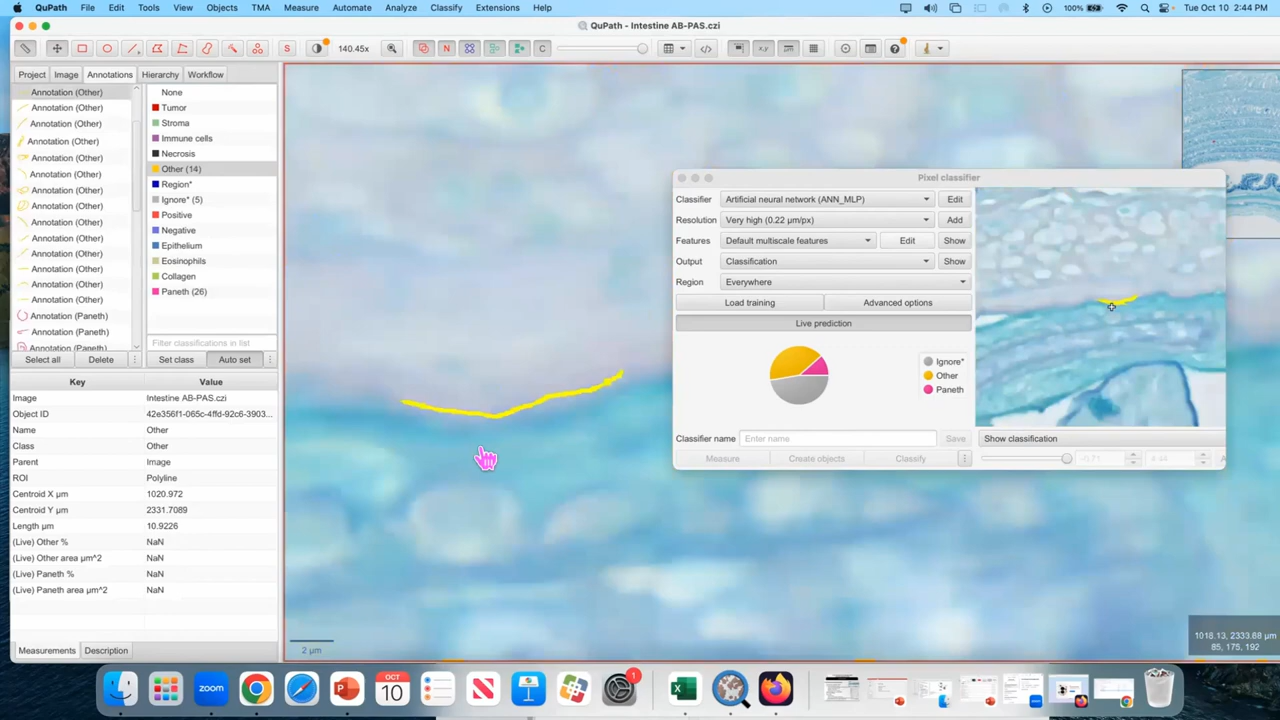 QuPath File Edit Tools View Objects TMA Measure Automate Analyze Classify Extensions Window Help 100% Tue Oct 10 2:44 PM
QuPath - Intestine AB-PAS.czi
S 140.45x N C x,y
Project Image Annotations Hierarchy Workflow
Annotation (Other)
Annotation (Other)
Annotation (Other)
Annotation (Other)
Annotation (Other)
Annotation (Other)
Annotation (Other)
Annotation (Other)
Annotation (Other)
Annotation (Other)
Annotation (Other)
Annotation (Other)
Annotation (Other)
Annotation (Other)
Annotation (Paneth)
Annotation (Paneth)
Annotation (Paneth)
None
Tumor
Stroma
Immune cells
Necrosis
Other (14)
Region*
Ignore* (5)
Positive
Negative
Epithelium
Eosinophils
Collagen
Paneth (26)
Filter classifications in list
Select all Delete Set class Auto set
Key Value
Image Intestine AB-PAS.czi
Object ID 42e356f1-065c-4ffd-92c6-3903...
Name Other
Class Other
Parent Image
ROI Polyline
Centroid X µm 1020.972
Centroid Y µm 2331.7089
Length µm 10.9226
(Live) Other % NaN
(Live) Other area µm^2 NaN
(Live) Paneth % NaN
(Live) Paneth area µm^2 NaN
Measurements Description
Pixel classifier
Classifier Artificial neural network (ANN_MLP) Edit
Resolution Very high (0.22 µm/px) Add
Features Default multiscale features Edit Show
Output Classification Show
Region Everywhere
Load training Advanced options
Live prediction
Ignore*
Other
Paneth
Classifier name Enter name Save Show classification
Measure Create objects Classify -0.71 4.44 A
2 µm
1018.13, 2333.68 µm
85, 175, 192
zoom
OCT
10
1